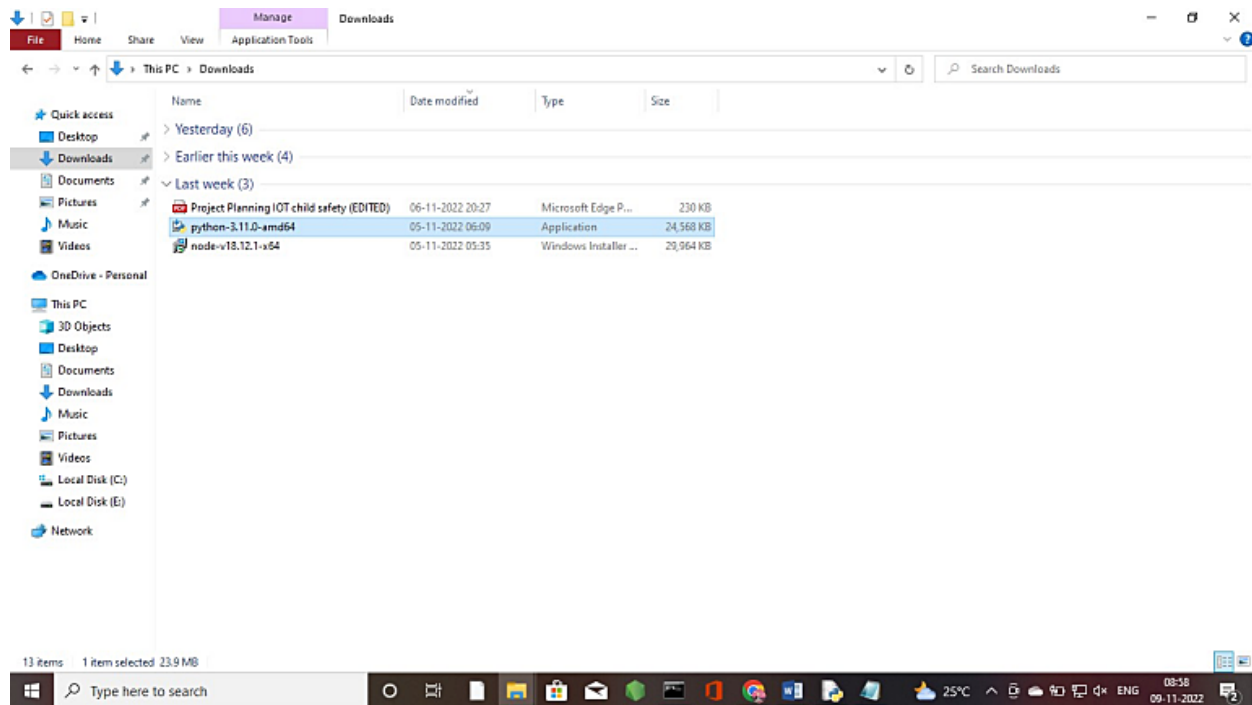 Manage Downloads
File Home Share View Application Tools
This PC Downloads Search Downloads
Name Date modified Type Size
Quick access
Yesterday (6)
Desktop
Downloads
Earlier this week (4)
Documents
Last week (3)
Pictures
Project Planning IOT child safety (EDITED) 06-11-2022 20:27 Microsoft Edge P... 230 KB
Music
python-3.11.0-amd64 05-11-2022 06:09 Application 24,568 KB
Videos
node-v18.12.1-x64 05-11-2022 05:35 Windows Installer ... 29,964 KB
OneDrive - Personal
This PC
3D Objects
Desktop
Documents
Downloads
Music
Pictures
Videos
Local Disk (C:)
Local Disk (E:)
Network
13 items 1 item selected 23.9 MB
Type here to search 25°C ENG 08:58
09-11-2022 2